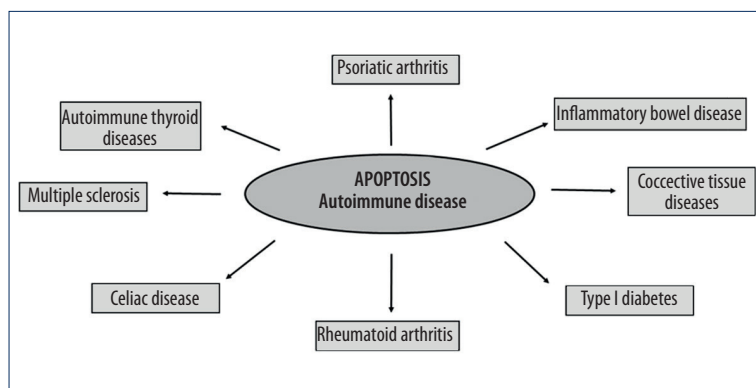 Psoriatic arthritis
Autoimmune thyroid
diseases
Inflammatory bowel disease
APOPTOSIS
Autoimmune disease
Multiple sclerosis
Coccective tissue
diseases
Celiac disease
Type I diabetes
Rheumatoid arthritis